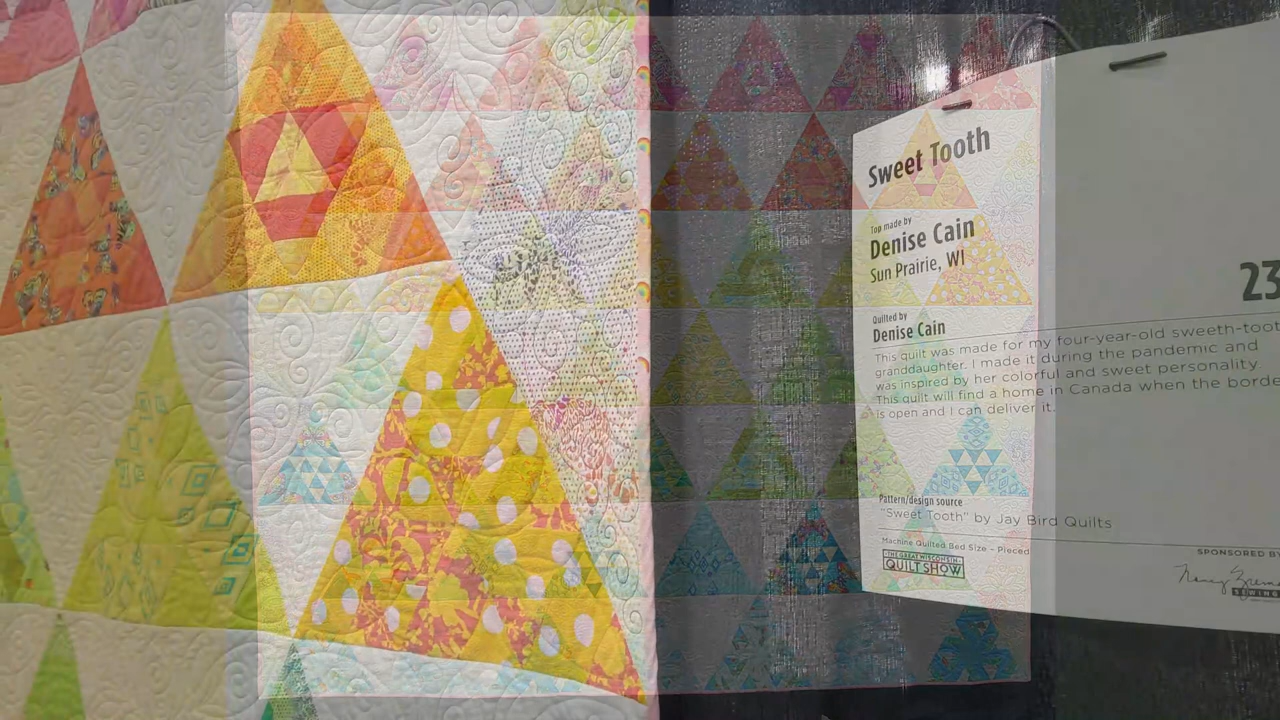 Sweet Tooth
Top made by
Denise Cain
Sun Prairie, WI
23
Quilted by
Denise Cain
This quilt was made for my four-year-old sweeth-toot
granddaughter. I made it during the pandemic and
was inspired by her colorful and sweet personality
This quilt will find a home in Canada when the borde
is open and I can deliver it.
Pattern/design source
"Sweet Tooth" by Jay Bird Quilts
Machine Quilted Bed Size - Pieced
THE GREAT WISCONSIN
QUILT SHOW
SPONSORED BY
Nancy
SEWING